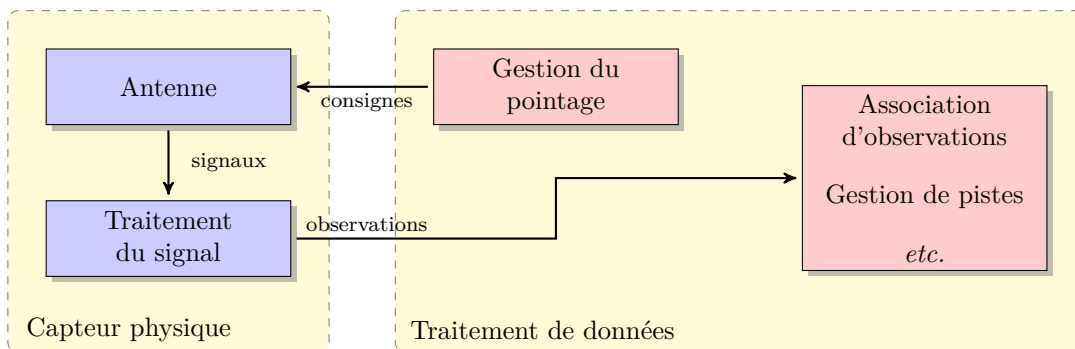 Antenne
consignes
Gestion du
pointage
signaux
Traitement
du signal
observations
Association
d'observations
Gestion de pistes
etc.
Capteur physique
Traitement de données